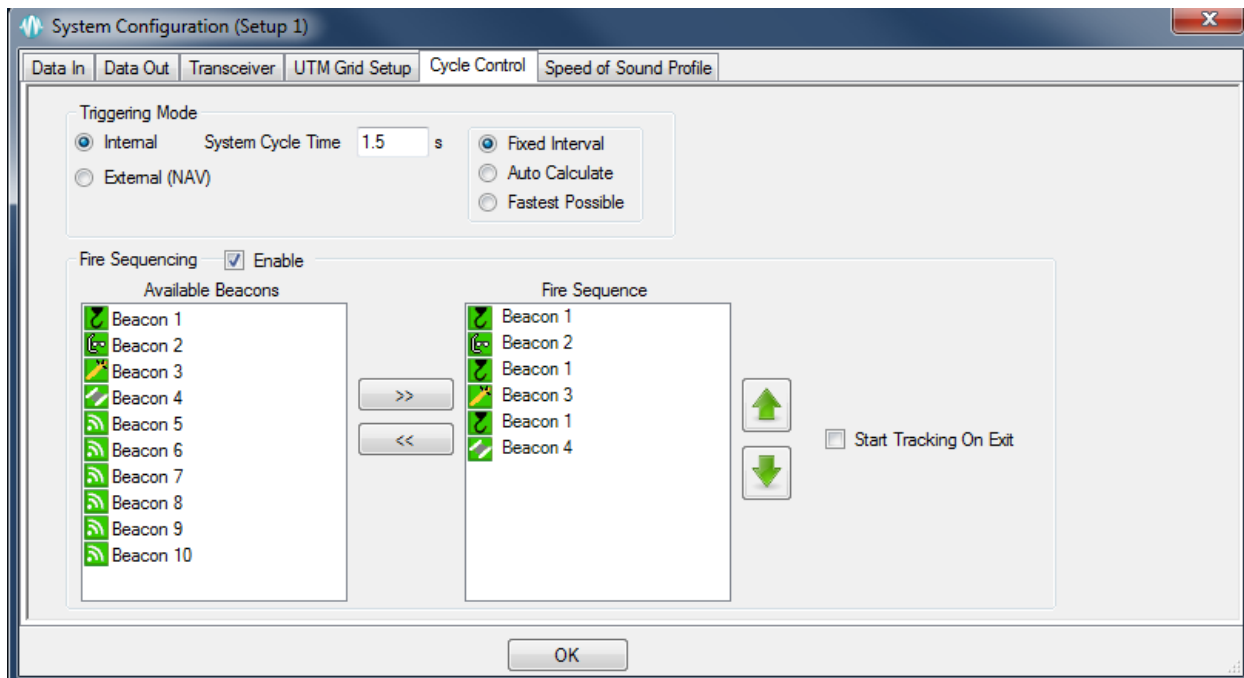 System Configuration (Setup 1)
Data In Data Out Transceiver UTM Grid Setup Cycle Control Speed of Sound Profile
Triggering Mode
Internal System Cycle Time 1.5 s Fixed Interval
External (NAV) Auto Calculate
Fastest Possible
Fire Sequencing Enable
Available Beacons
Beacon 1
Beacon 2
Beacon 3
Beacon 4
Beacon 5
Beacon 6
Beacon 7
Beacon 8
Beacon 9
Beacon 10
>>
<<
Fire Sequence
Beacon 1
Beacon 2
Beacon 1
Beacon 3
Beacon 1
Beacon 4
Start Tracking On Exit
OK